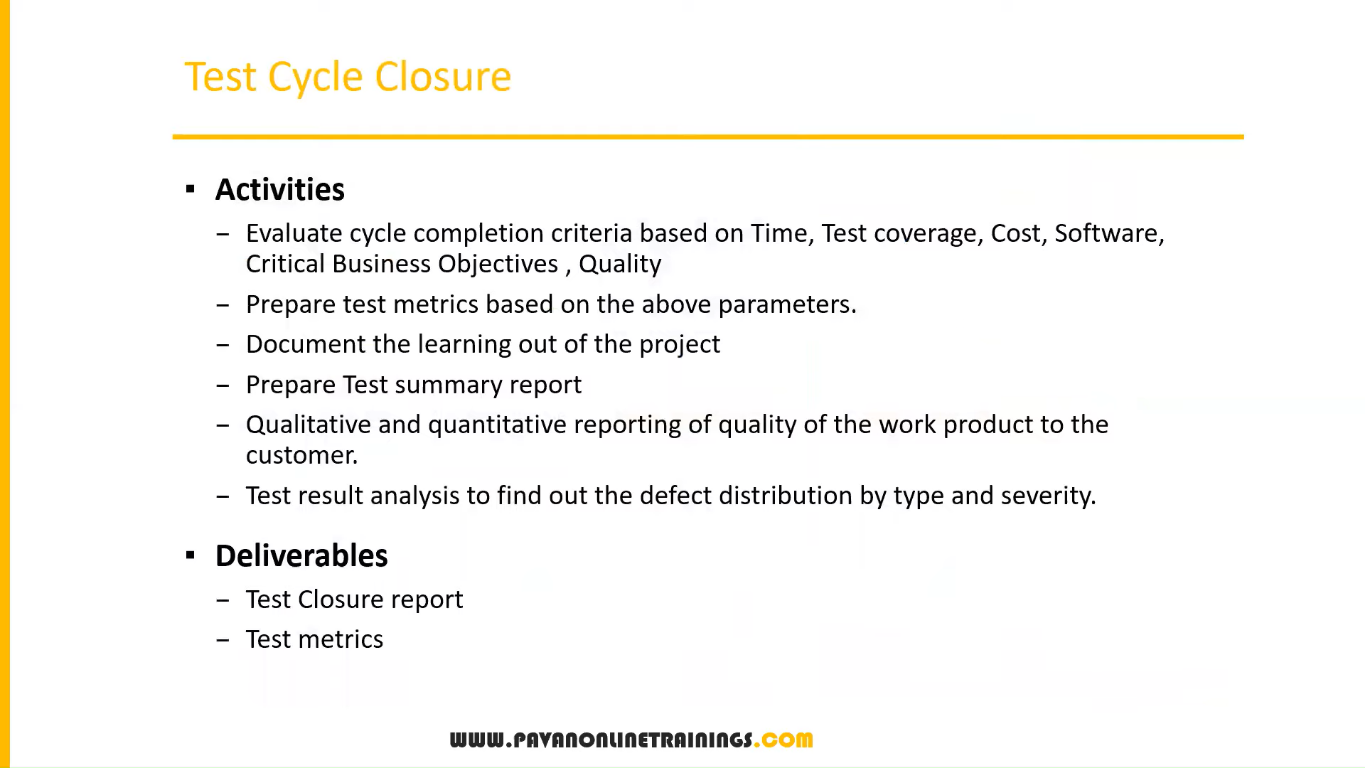 Test Cycle Closure
▪ Activities
– Evaluate cycle completion criteria based on Time, Test coverage, Cost, Software,
Critical Business Objectives , Quality
– Prepare test metrics based on the above parameters.
– Document the learning out of the project
– Prepare Test summary report
– Qualitative and quantitative reporting of quality of the work product to the
customer.
– Test result analysis to find out the defect distribution by type and severity.
▪ Deliverables
– Test Closure report
– Test metrics
WWW.PAVANONLINETRAININGS.COM